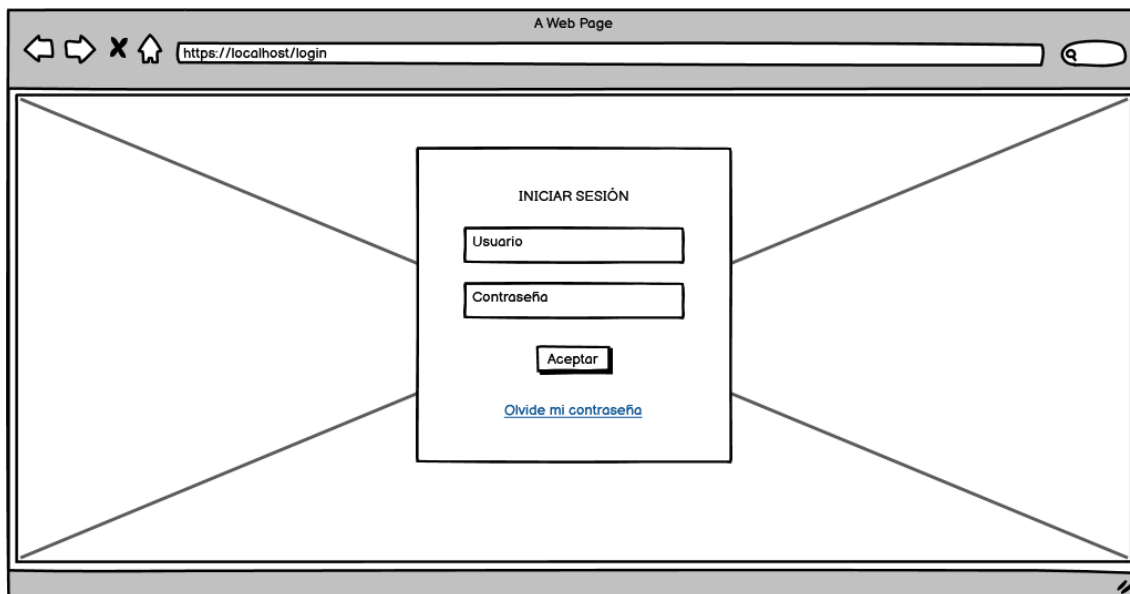 A Web Page
https://localhost/login
INICIAR SESIÓN
Usuario
Contraseña
Aceptar
Olvide mi contraseña